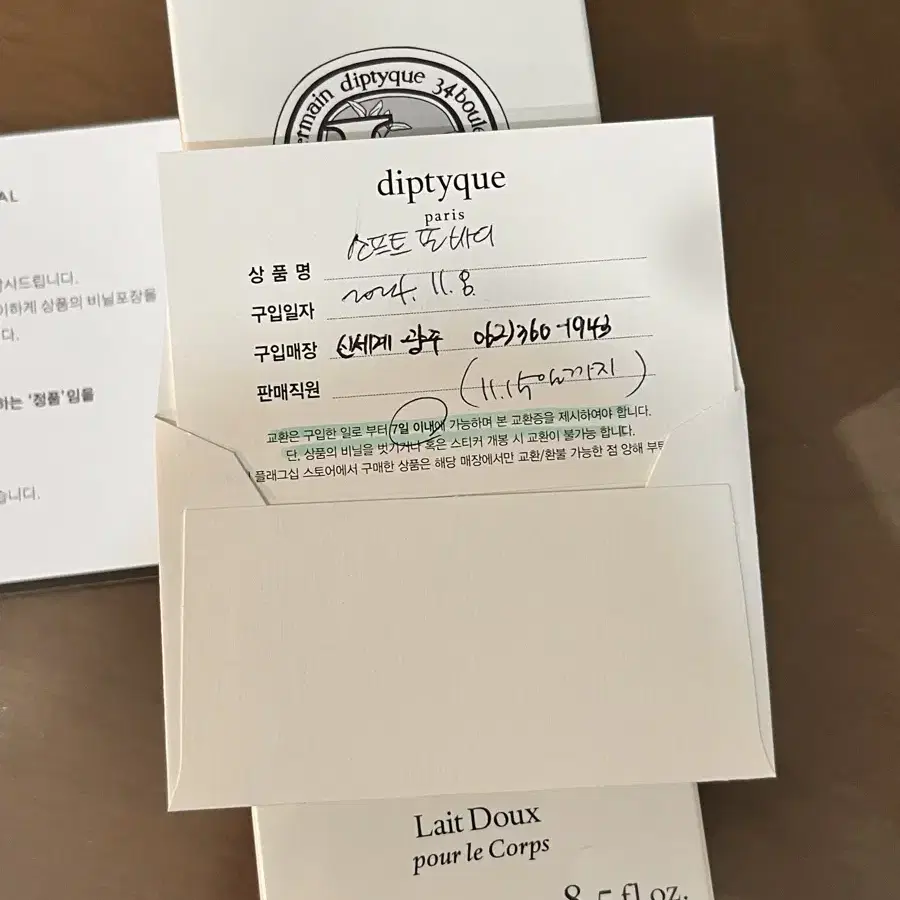 rmain diptyque 34 boule
AL
사드립니다.
이하게 상품의 비닐포장을
다.
하는 '정품'임을
습니다.
diptyque
paris
상 품 명 소프트 포 바디
구입일자 2024. 11. 8.
구입매장 신세계 광주 062)360-1943
판매직원 (11.15일까지)
교환은 구입한 일로 부터 7일 이내에 가능하며 본 교환증을 제시하여야 합니다.
단, 상품의 비닐을 벗기거나 혹은 스티커 개봉 시 교환이 불가능 합니다.
플래그십 스토어에서 구매한 상품은 해당 매장에서만 교환/환불 가능한 점 양해 부탁
Lait Doux
pour le Corps
8.5 fl oz.